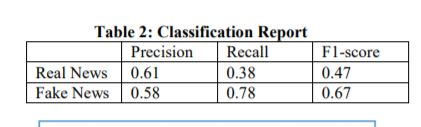 Table 2: Classification Report
Precision Recall F1-score
Real News 0.61 0.38 0.47
Fake News 0.58 0.78 0.67